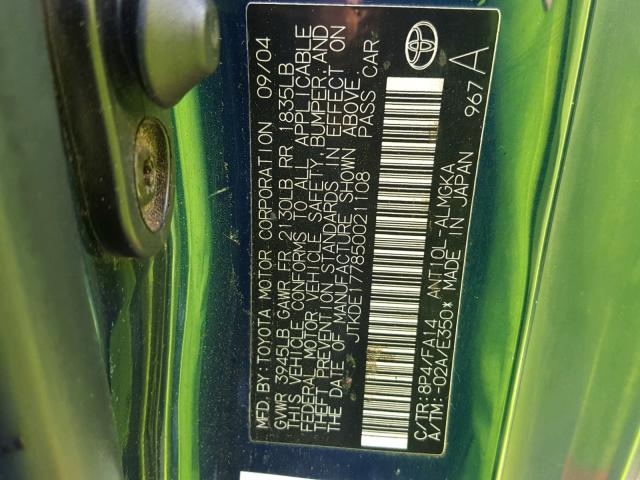 MFD.BY:TOYOTA MOTOR CORPORATION 09/04
GVWR 3945LB GAWR FR 2130LB RR 1835LB
THIS VEHICLE CONFORMS TO ALL APPLICABLE
FEDERAL MOTOR VEHICLE SAFETY, BUMPER, AND
THEFT PREVENTION STANDARDS IN EFFECT ON
THE DATE OF MANUFACTURE SHOWN ABOVE.
JTKDE177850021108 PASS CAR
C/TR:8P4/FA14 ANT10L-ALMGKA
A/TM:-02A/E350* MADE IN JAPAN 967 A